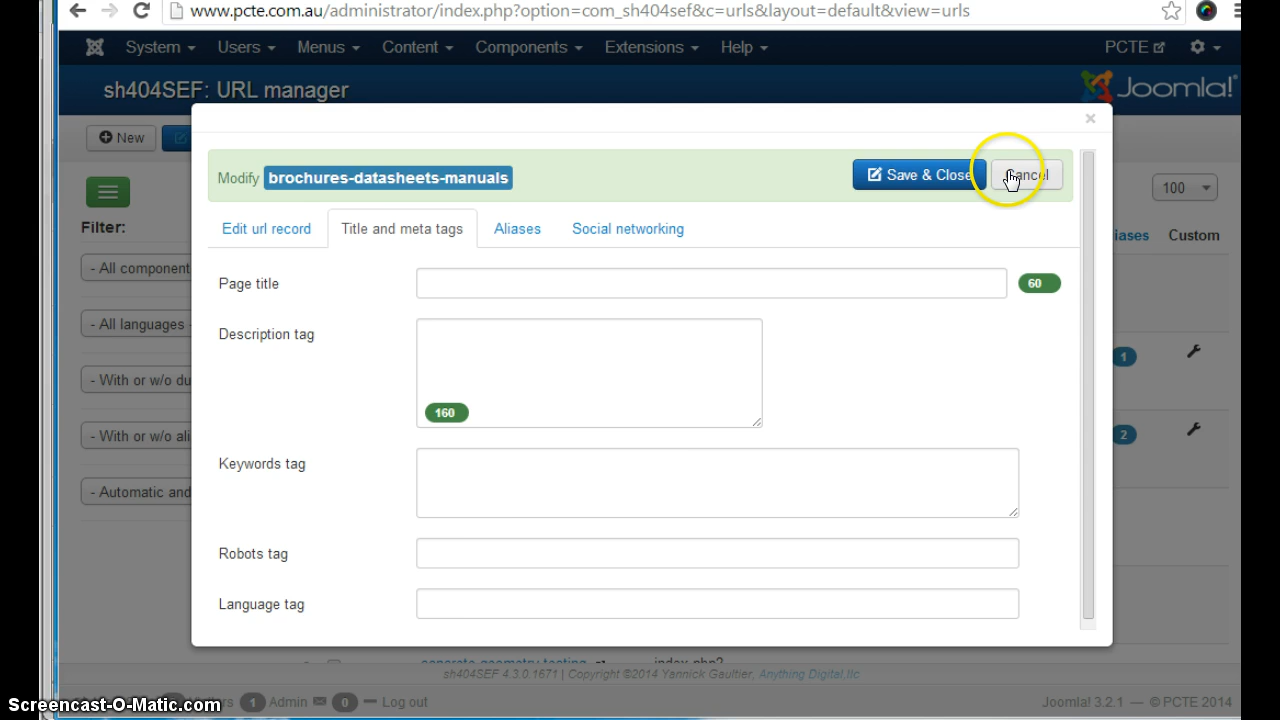 www.pcte.com.au/administrator/index.php?option=com_sh404sef&c=urls&layout=default&view=urls
System Users Menus Content Components Extensions Help PCTE
sh404SEF: URL manager Joomla!
New
Modify brochures-datasheets-manuals Save & Close Cancel
100
Edit url record Title and meta tags Aliases Social networking
Filter:
iases Custom
- All component
Page title 60
- All languages -
Description tag
1
- With or w/o du
160
- With or w/o ali
2
Keywords tag
- Automatic and
Robots tag
Language tag
index.php?
sh404SEF 4.3.0.1671 | Copyright ©2014 Yannick Gaultier, Anything Digital.llc
1 Admin 0 Log out Joomla! 3.2.1 — © PCTE 2014
Screencast-O-Matic.com